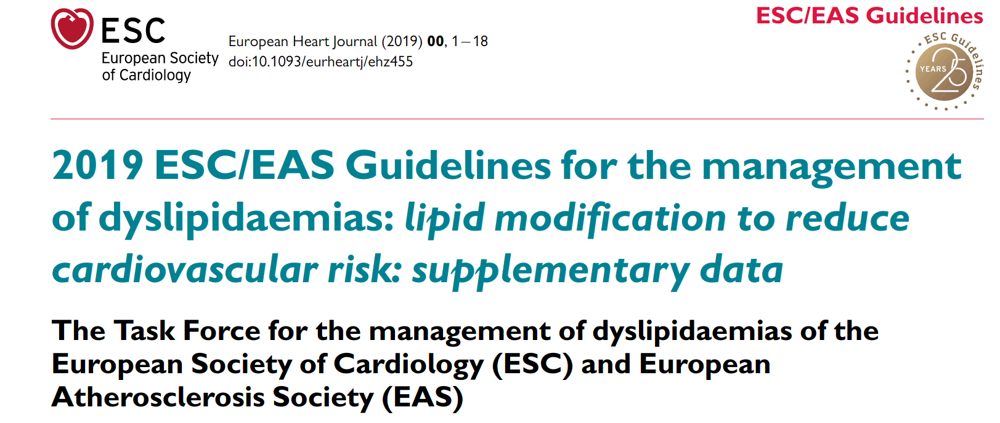 ESC
European Society
of Cardiology
European Heart Journal (2019) 00, 1–18
doi:10.1093/eurheartj/ehz455
ESC/EAS Guidelines
ESC Guidelines
YEARS 25
2019 ESC/EAS Guidelines for the management
of dyslipidaemias: lipid modification to reduce
cardiovascular risk: supplementary data
The Task Force for the management of dyslipidaemias of the
European Society of Cardiology (ESC) and European
Atherosclerosis Society (EAS)